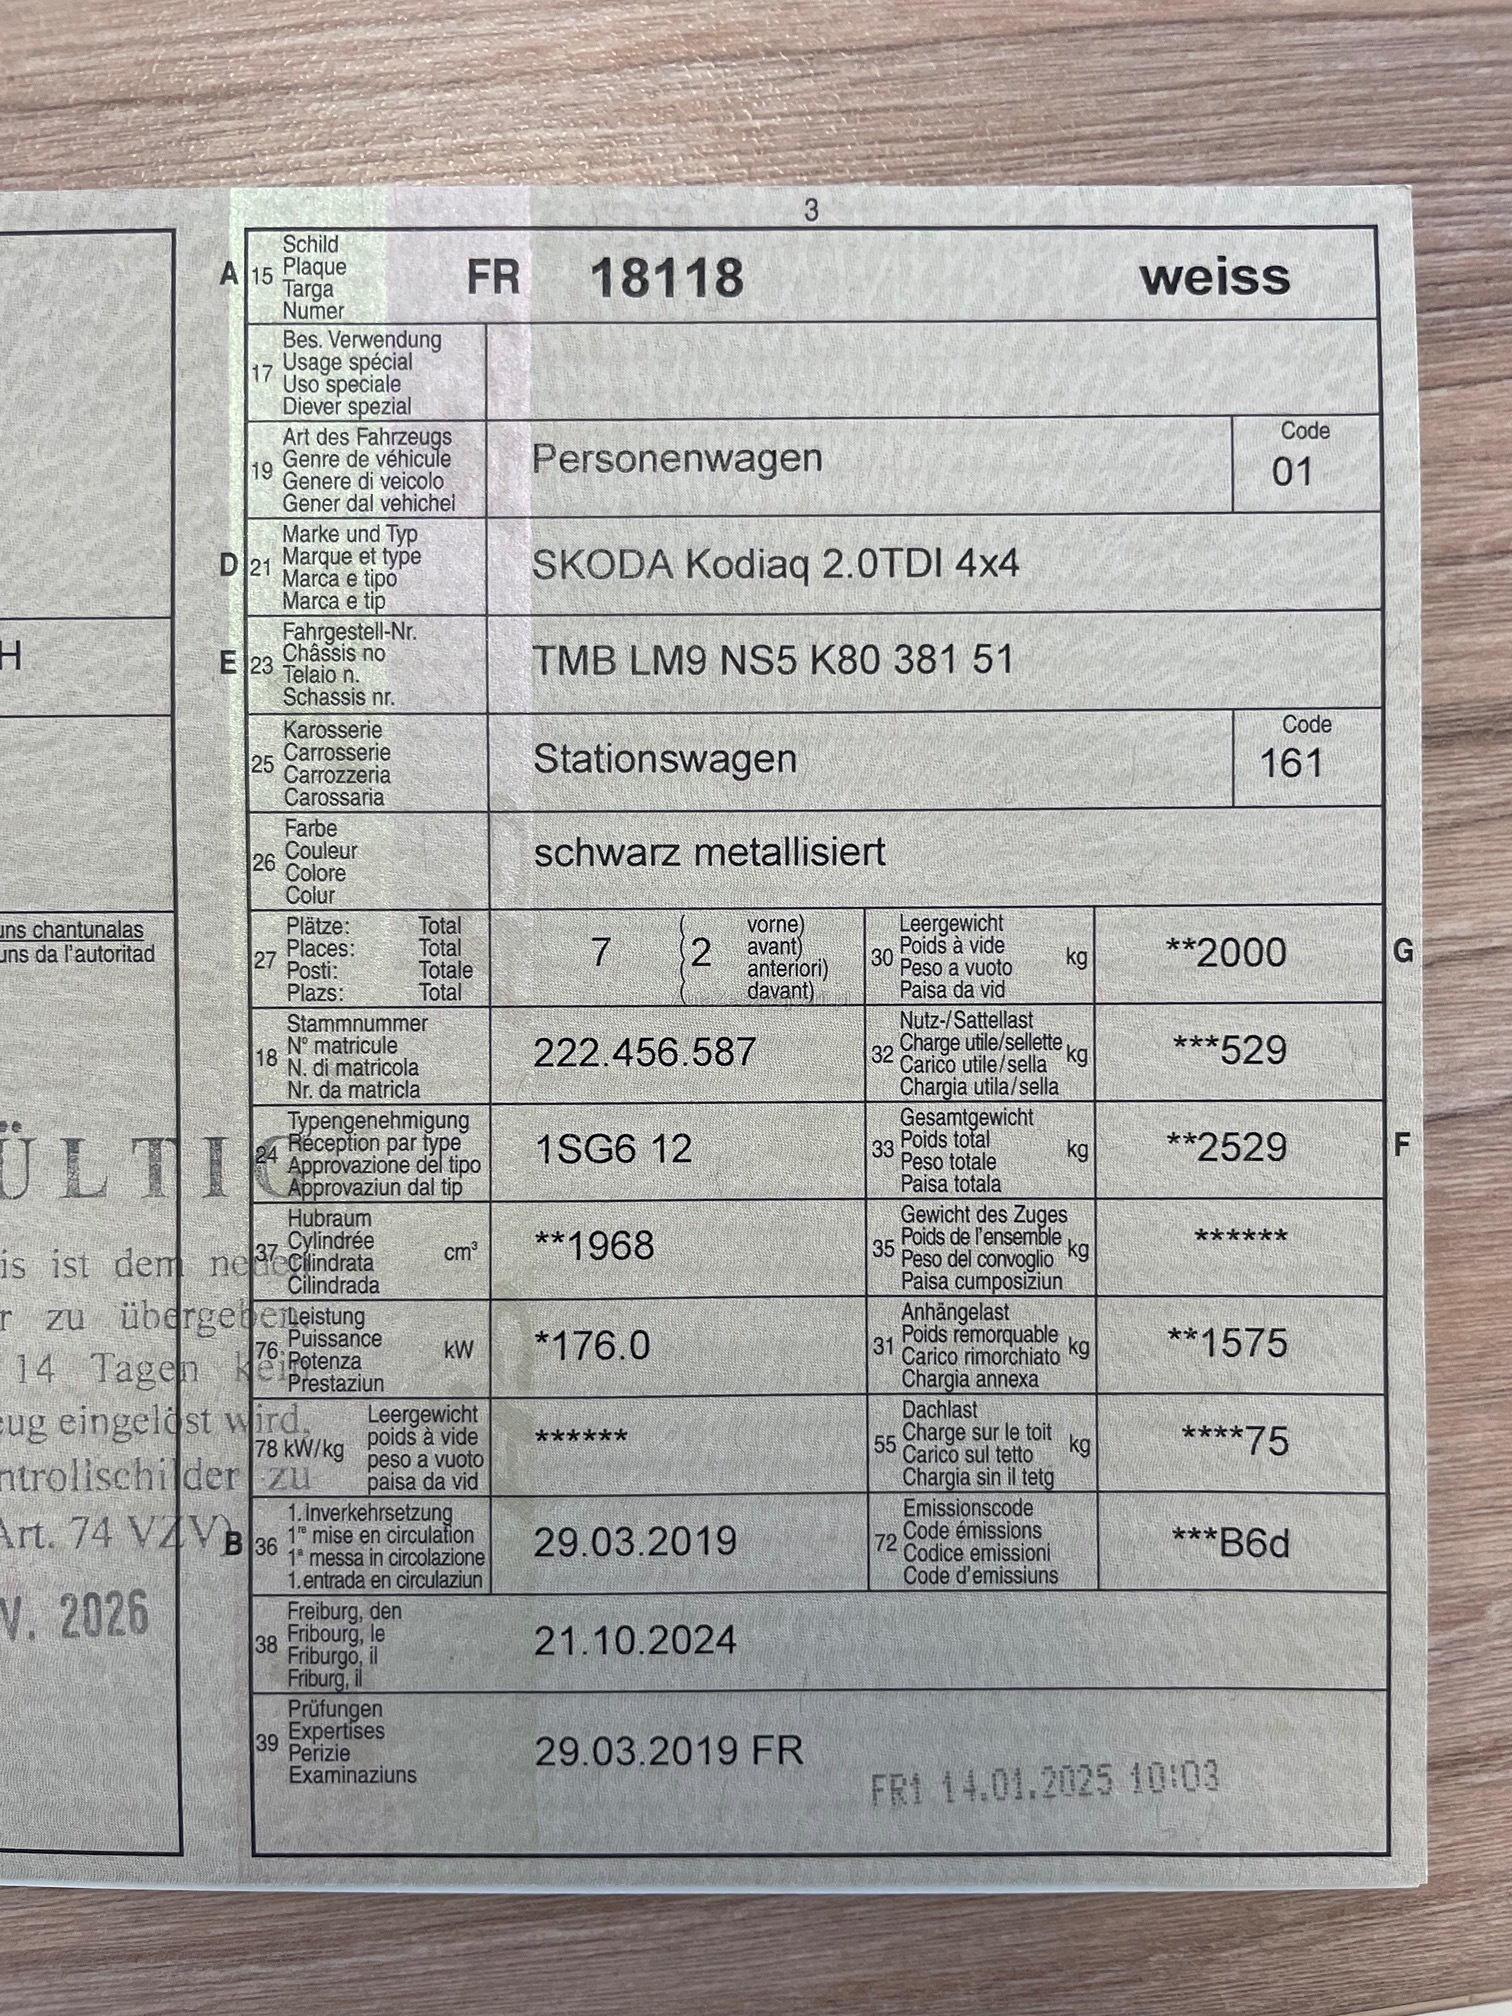 3
A 15 Schild
Plaque
Targa
Numer
FR 18118 weiss
17 Bes. Verwendung
Usage spécial
Uso speciale
Diever spezial
19 Art des Fahrzeugs
Genre de véhicule
Genere di veicolo
Gener dal vehichel
Personenwagen
Code
01
D 21 Marke und Typ
Marque et type
Marca e tipo
Marca e tip
SKODA Kodiaq 2.0TDI 4x4
E 23 Fahrgestell-Nr.
Châssis no
Telaio n.
Schassis nr.
TMB LM9 NS5 K80 381 51
25 Karosserie
Carrosserie
Carrozzeria
Carossaria
Stationswagen
Code
161
26 Farbe
Couleur
Colore
Colur
schwarz metallisiert
27 Plätze: Total
Places: Total
Posti: Totale
Plazs: Total
7 ( 2 vorne)
avant)
anteriori)
davant)
30 Leergewicht
Poids à vide
Peso a vuoto
Paisa da vid
kg
**2000
G
18 Stammnummer
N° matricule
N. di matricola
Nr. da matricla
222.456.587
32 Nutz-/Sattellast
Charge utile/sellette
Carico utile/sella
Chargia utila/sella
kg
***529
24 Typengenehmigung
Réception par type
Approvazione del tipo
Approvaziun dal tip
1SG6 12
33 Gesamtgewicht
Poids total
Peso totale
Paisa totala
kg
**2529
F
37 Hubraum
Cylindrée
Cilindrata
Cilindrada
cm³
**1968
35 Gewicht des Zuges
Poids de l'ensemble
Peso del convoglio
Paisa cumposiziun
kg
******
76 Leistung
Puissance
Potenza
Prestaziun
kW
*176.0
31 Anhängelast
Poids remorquable
Carico rimorchiato
Chargia annexa
kg
**1575
78 kW/kg
Leergewicht
poids à vide
peso a vuoto
paisa da vid
******
55 Dachlast
Charge sur le toit
Carico sul tetto
Chargia sin il tetg
kg
****75
B 36 1. Inverkehrsetzung
1re mise en circulation
1a messa in circolazione
1. entrada en circulaziun
29.03.2019
72 Emissionscode
Code émissions
Codice emissioni
Code d'emissiuns
***B6d
38 Freiburg, den
Fribourg, le
Friburgo, il
Friburg, il
21.10.2024
39 Prüfungen
Expertises
Perizie
Examinaziuns
29.03.2019 FR
FR1 14.01.2025 10:03
H
uns chantunalas
uns da l'autoritad
ÜLTIG
is ist dem neuen
r zu übergeben
14 Tagen kein
eug eingelöst wird,
ntrollschilder zu
Art. 74 VZV)
V. 2026